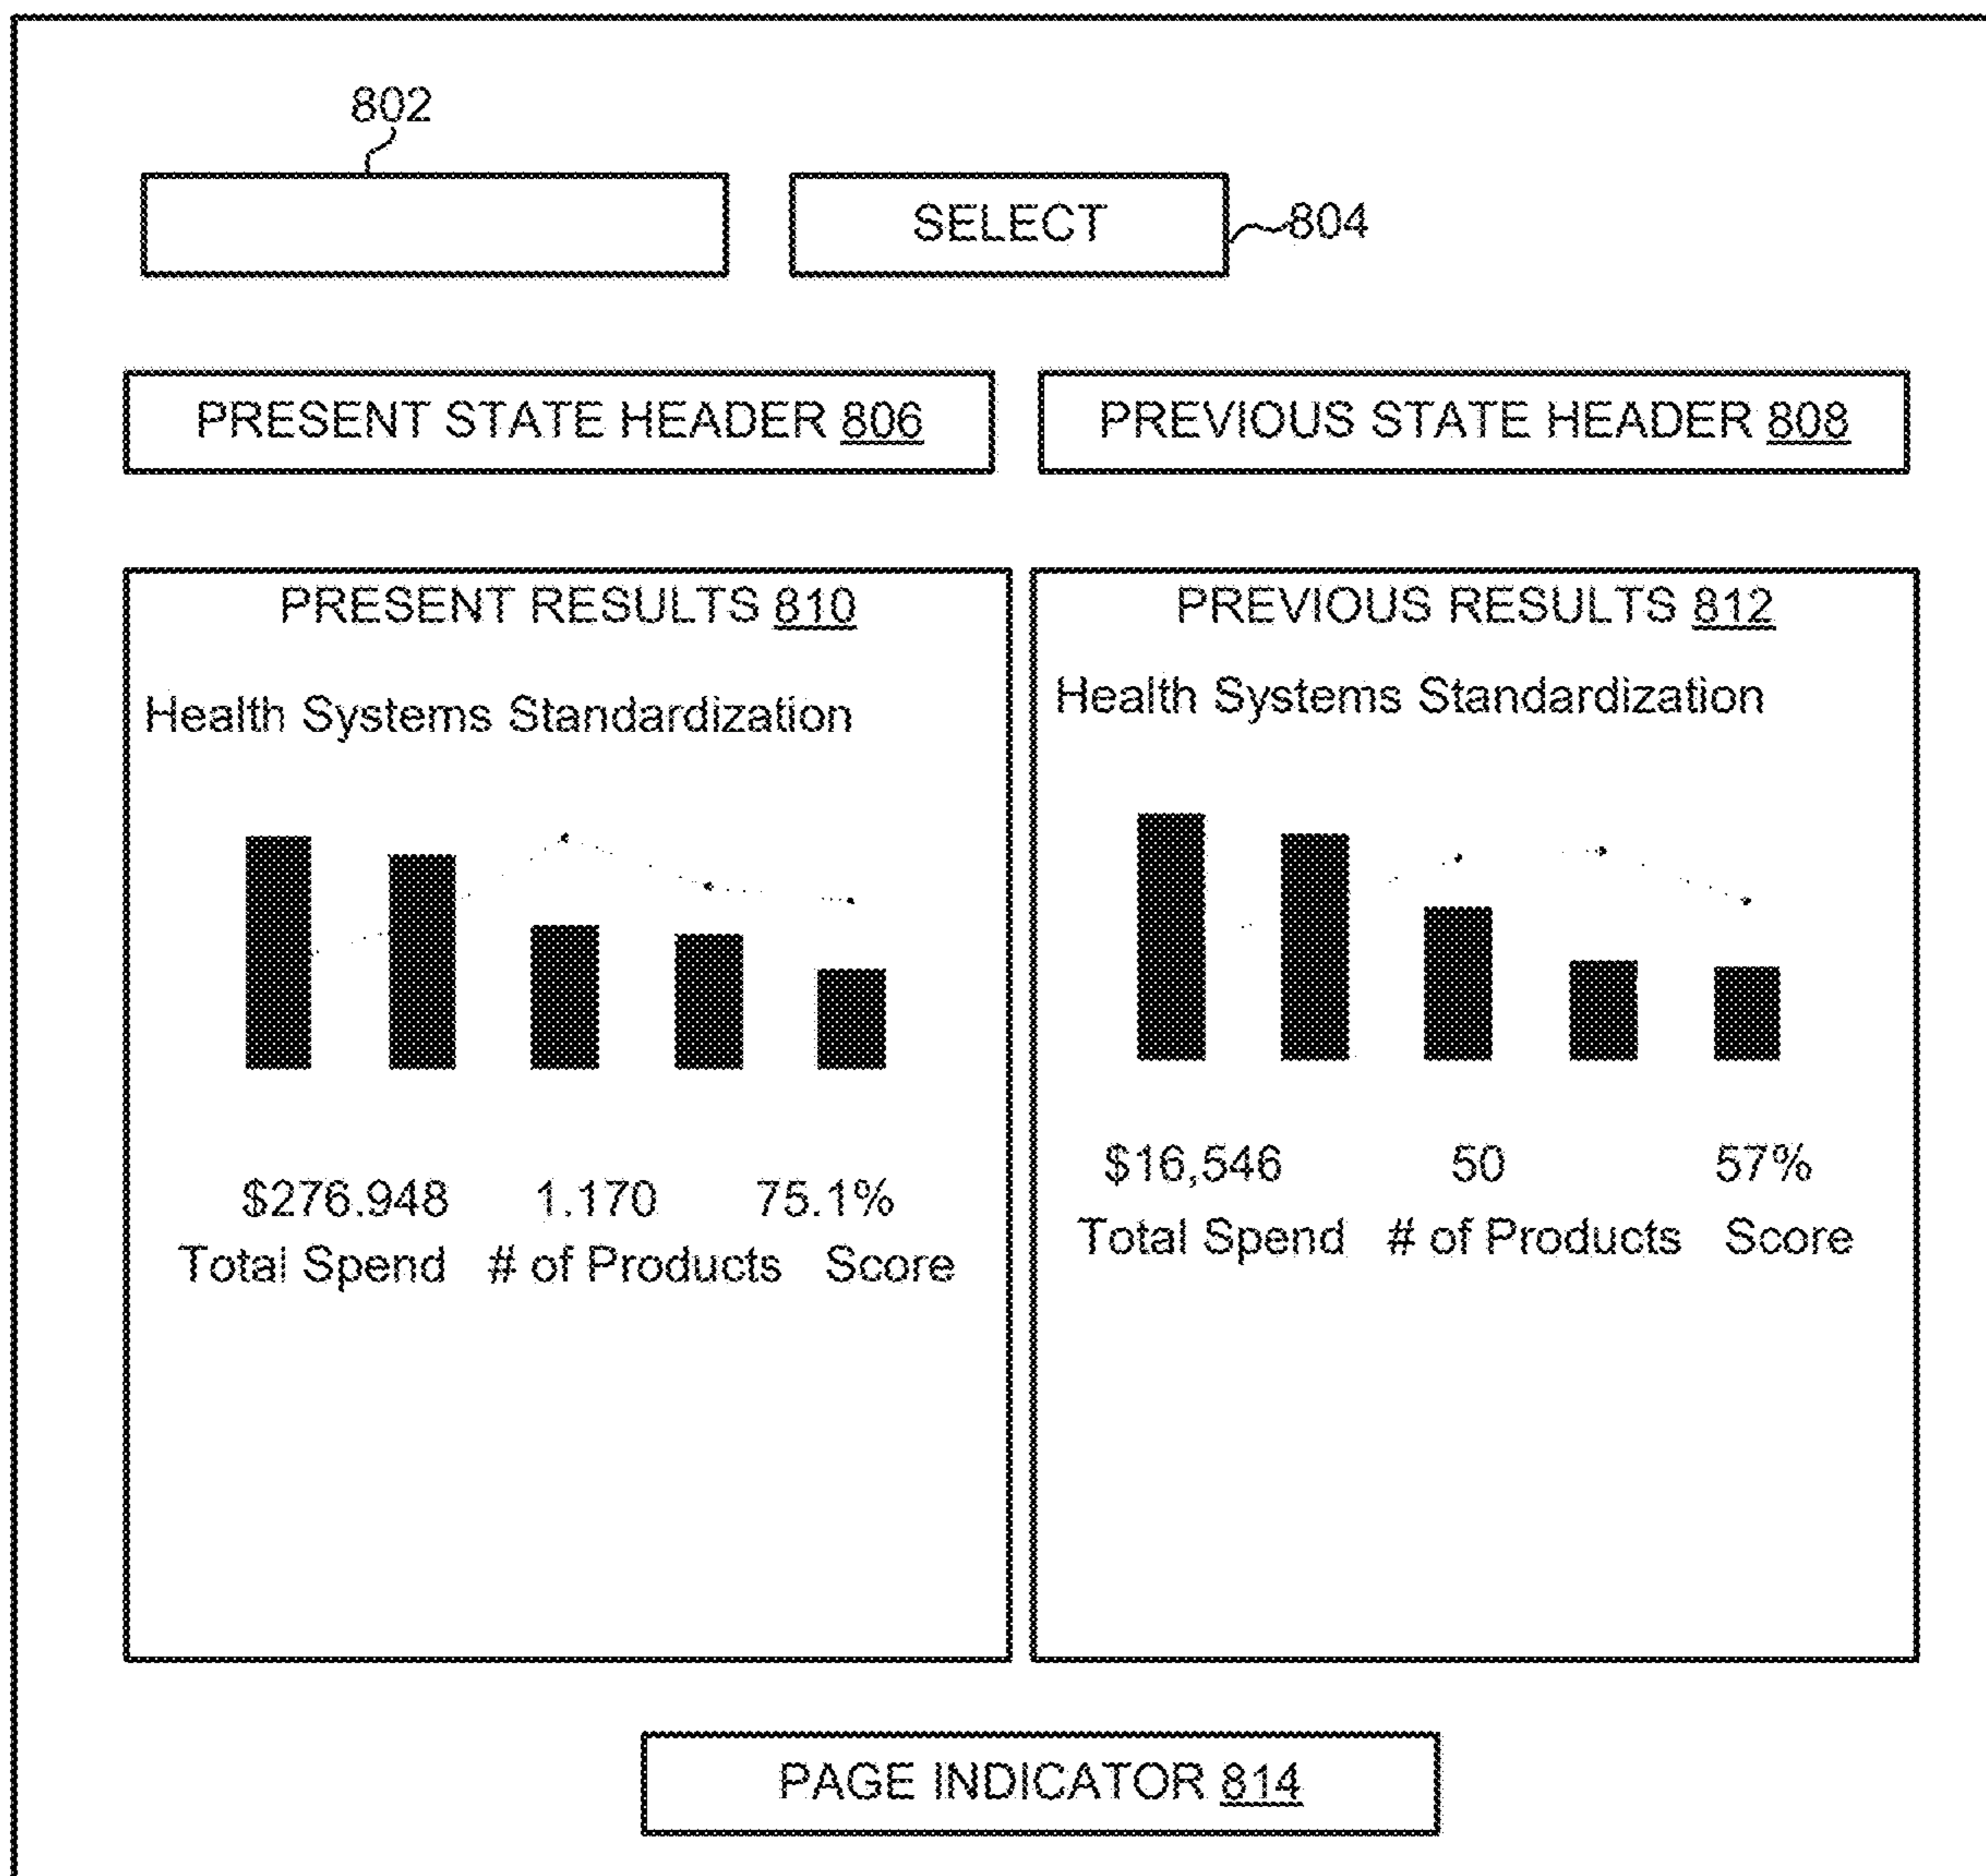 802
SELECT
804
PRESENT STATE HEADER 806
PREVIOUS STATE HEADER 808
PRESENT RESULTS 810
Health Systems Standardization
$276.948 1.170 75.1%
Total Spend # of Products Score
PREVIOUS RESULTS 812
Health Systems Standardization
$16,546 50 57%
Total Spend # of Products Score
PAGE INDICATOR 814